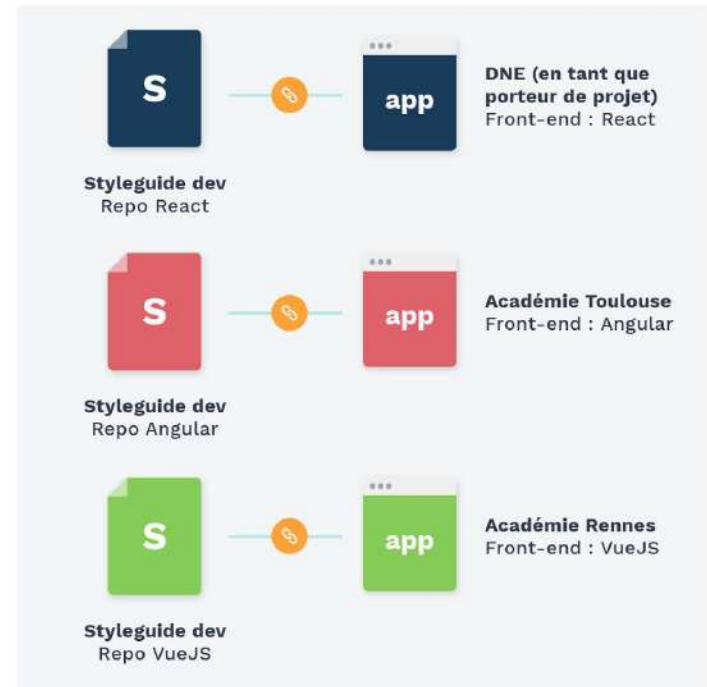 S
app
DNE (en tant que
porteur de projet)
Front-end : React
Styleguide dev
Repo React
S
app
Académie Toulouse
Front-end : Angular
Styleguide dev
Repo Angular
S
app
Académie Rennes
Front-end : VueJS
Styleguide dev
Repo VueJS